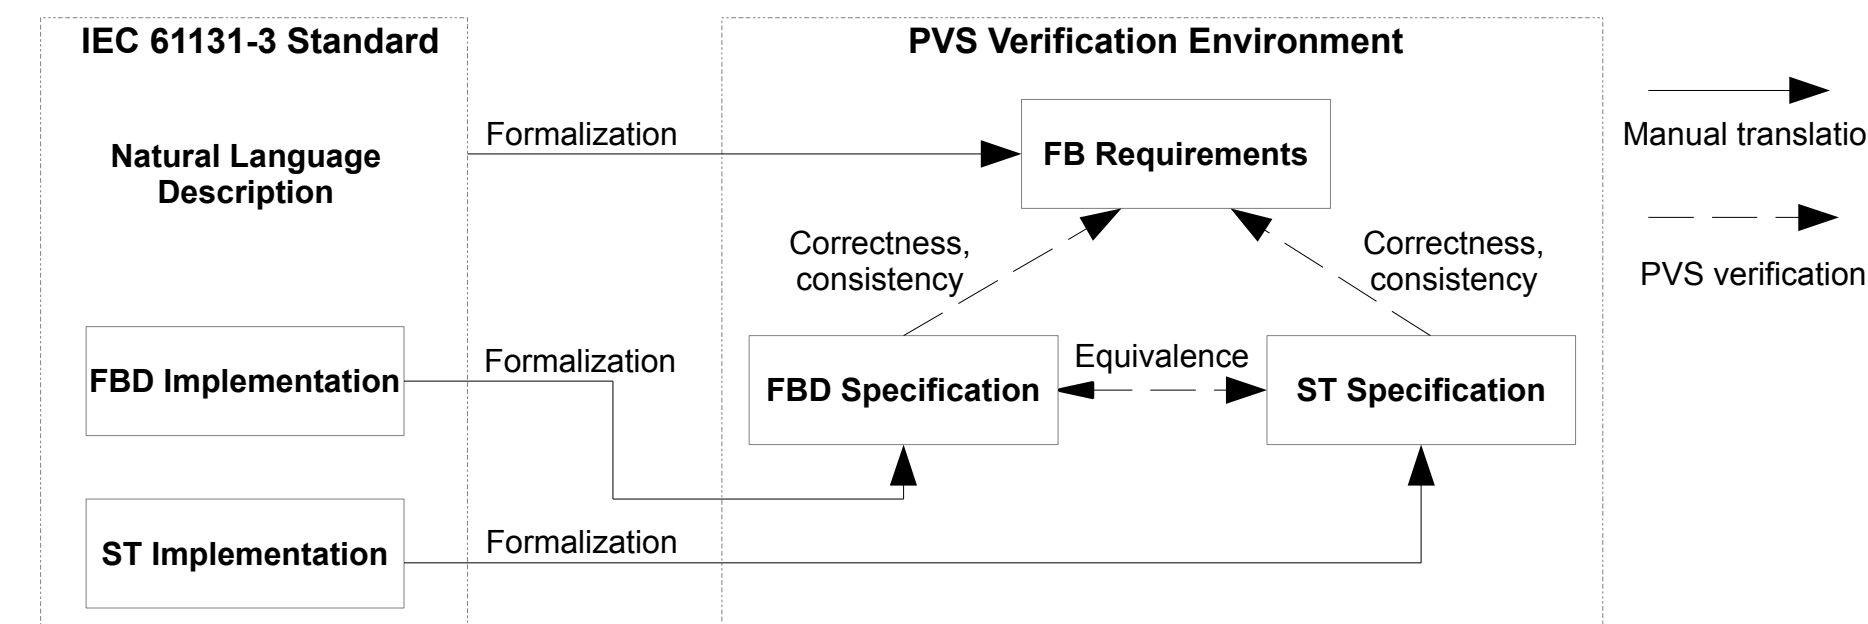 IEC 61131-3 Standard
PVS Verification Environment
Natural Language
Description
Formalization
FB Requirements
Manual translatio
PVS verification
Correctness,
consistency
Correctness,
consistency
FBD Implementation
Formalization
FBD Specification
Equivalence
ST Specification
ST Implementation
Formalization